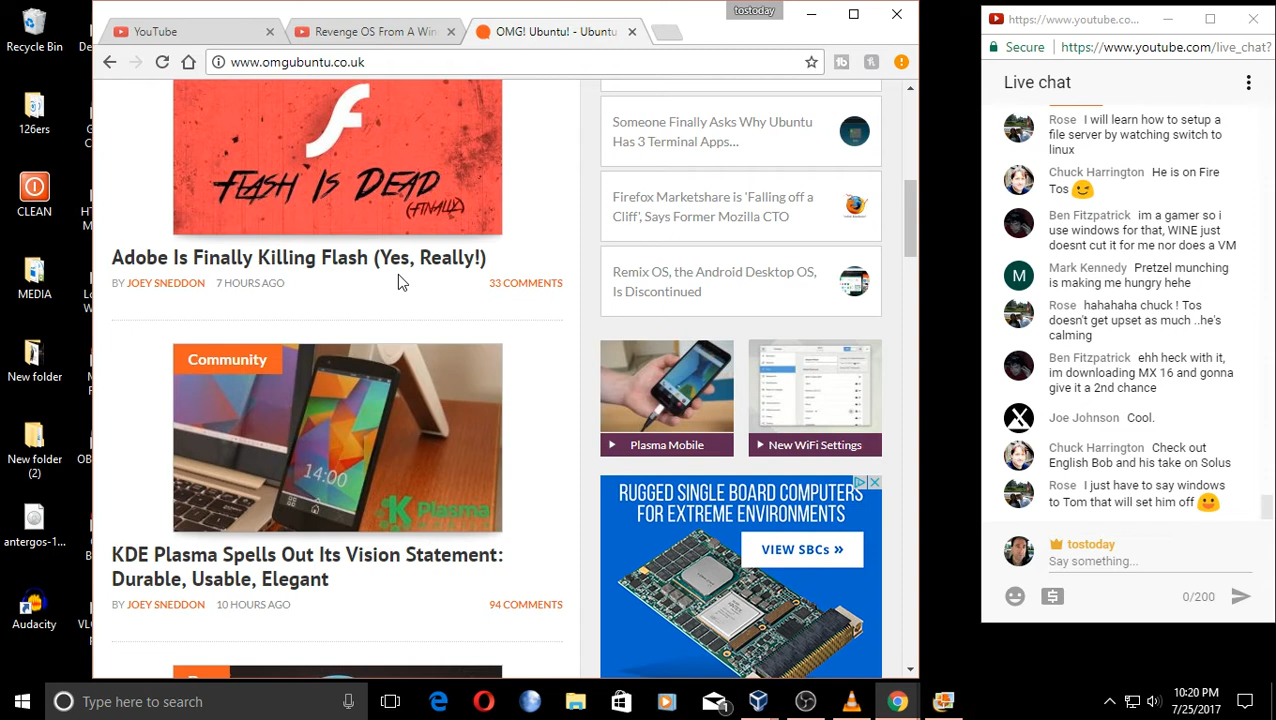 tostoday
YouTube
Revenge OS From A Win
OMG! Ubuntu! - Ubuntu
www.omgubuntu.co.uk
FLASH IS DEAD
(FINALLY)
Adobe Is Finally Killing Flash (Yes, Really!)
BY JOEY SNEDDON 7 HOURS AGO 33 COMMENTS
Community
14:00
Plasma
KDE Plasma Spells Out Its Vision Statement:
Durable, Usable, Elegant
BY JOEY SNEDDON 10 HOURS AGO 94 COMMENTS
Someone Finally Asks Why Ubuntu
Has 3 Terminal Apps...
Firefox Marketshare is 'Falling off a
Cliff', Says Former Mozilla CTO
Remix OS, the Android Desktop OS,
Is Discontinued
Plasma Mobile
New WiFi Settings
RUGGED SINGLE BOARD COMPUTERS
FOR EXTREME ENVIRONMENTS
VIEW SBCs »
https://www.youtube.co...
Secure https://www.youtube.com/live_chat?
Live chat
Rose I will learn how to setup a
file server by watching switch to
linux
Chuck Harrington He is on Fire
Tos
Ben Fitzpatrick im a gamer so i
use windows for that, WINE just
doesnt cut it for me nor does a VM
M
Mark Kennedy Pretzel munching
is making me hungry hehe
Rose hahahaha chuck ! Tos
doesn't get upset as much ..he's
calming
Ben Fitzpatrick ehh heck with it,
im downloading MX 16 and gonna
give it a 2nd chance
Joe Johnson Cool.
Chuck Harrington Check out
English Bob and his take on Solus
Rose I just have to say windows
to Tom that will set him off
tostoday
Say something...
0/200
Recycle Bin
126ers
CLEAN
MEDIA
New folder
New folder
(2)
antergos-1...
Audacity
Type here to search
1
10:20 PM
7/25/2017